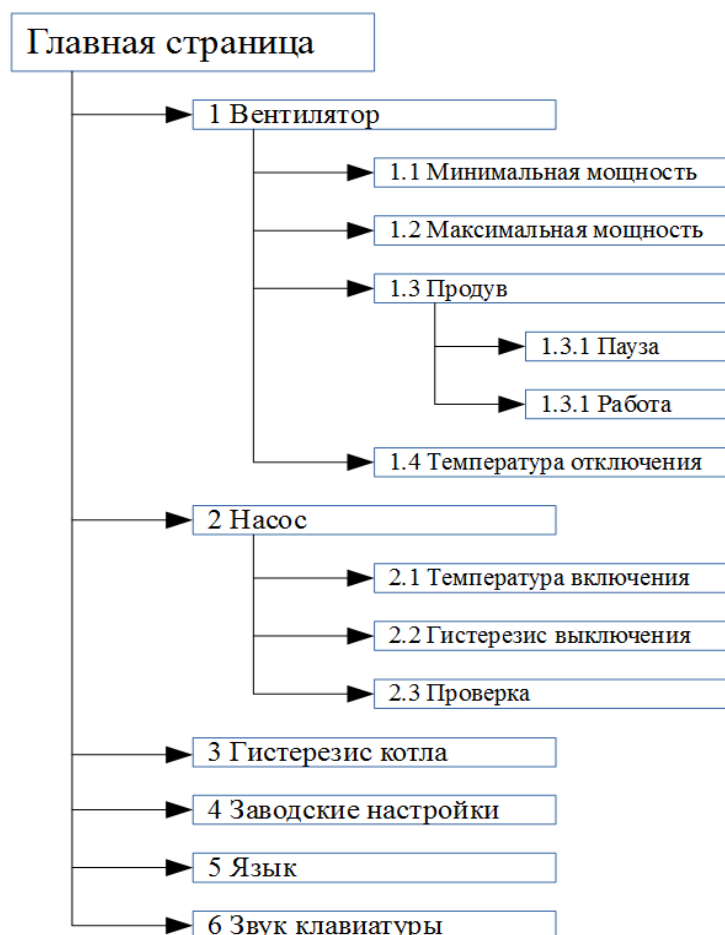 Главная страница
1 Вентилятор
1.1 Минимальная мощность
1.2 Максимальная мощность
1.3 Продув
1.3.1 Пауза
1.3.1 Работа
1.4 Температура отключения
2 Насос
2.1 Температура включения
2.2 Гистерезис выключения
2.3 Проверка
3 Гистерезис котла
4 Заводские настройки
5 Язык
6 Звук клавиатуры